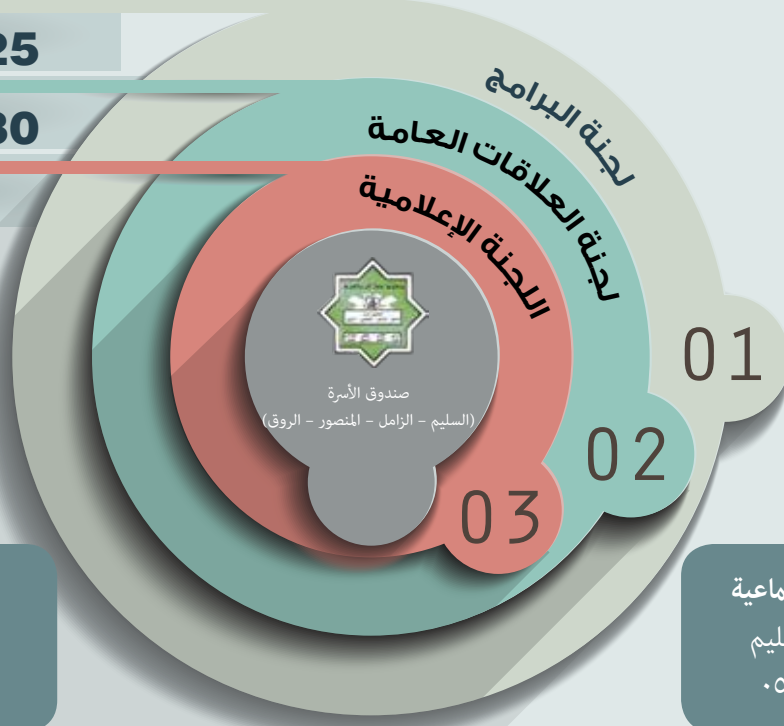 25
30
لجنة البرامج
لجنة العلاقات العامة
اللجنة الإعلامية
صندوق الأسرة
(السليم – الزامل – المنصور – الروق)
01
02
03